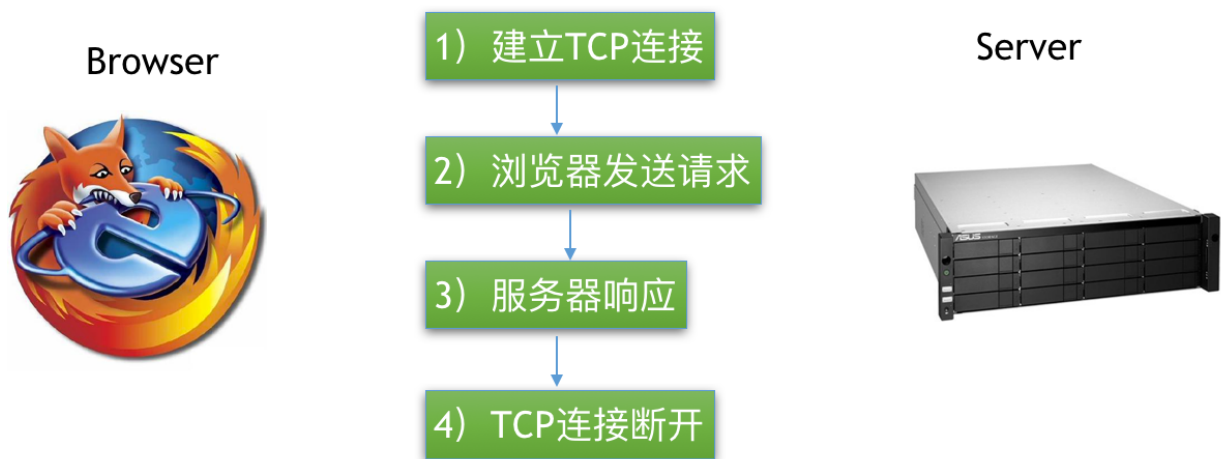 Browser
1） 建立TCP连接
2） 浏览器发送请求
3） 服务器响应
4） TCP连接断开
Server
ASUS